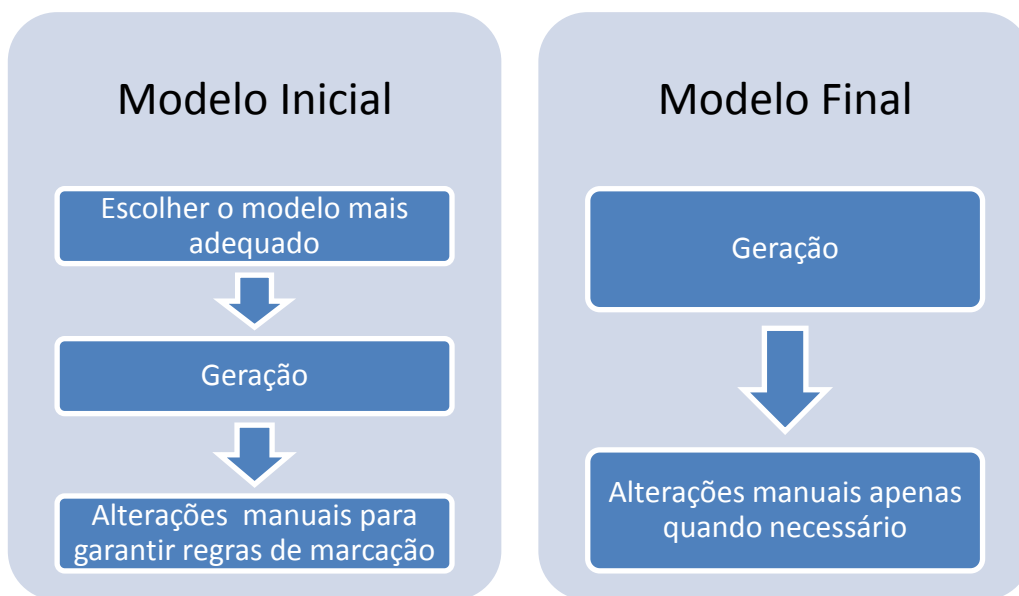 Modelo Inicial
Escolher o modelo mais
adequado
Geração
Alterações manuais para
garantir regras de marcação
Modelo Final
Geração
Alterações manuais apenas
quando necessário